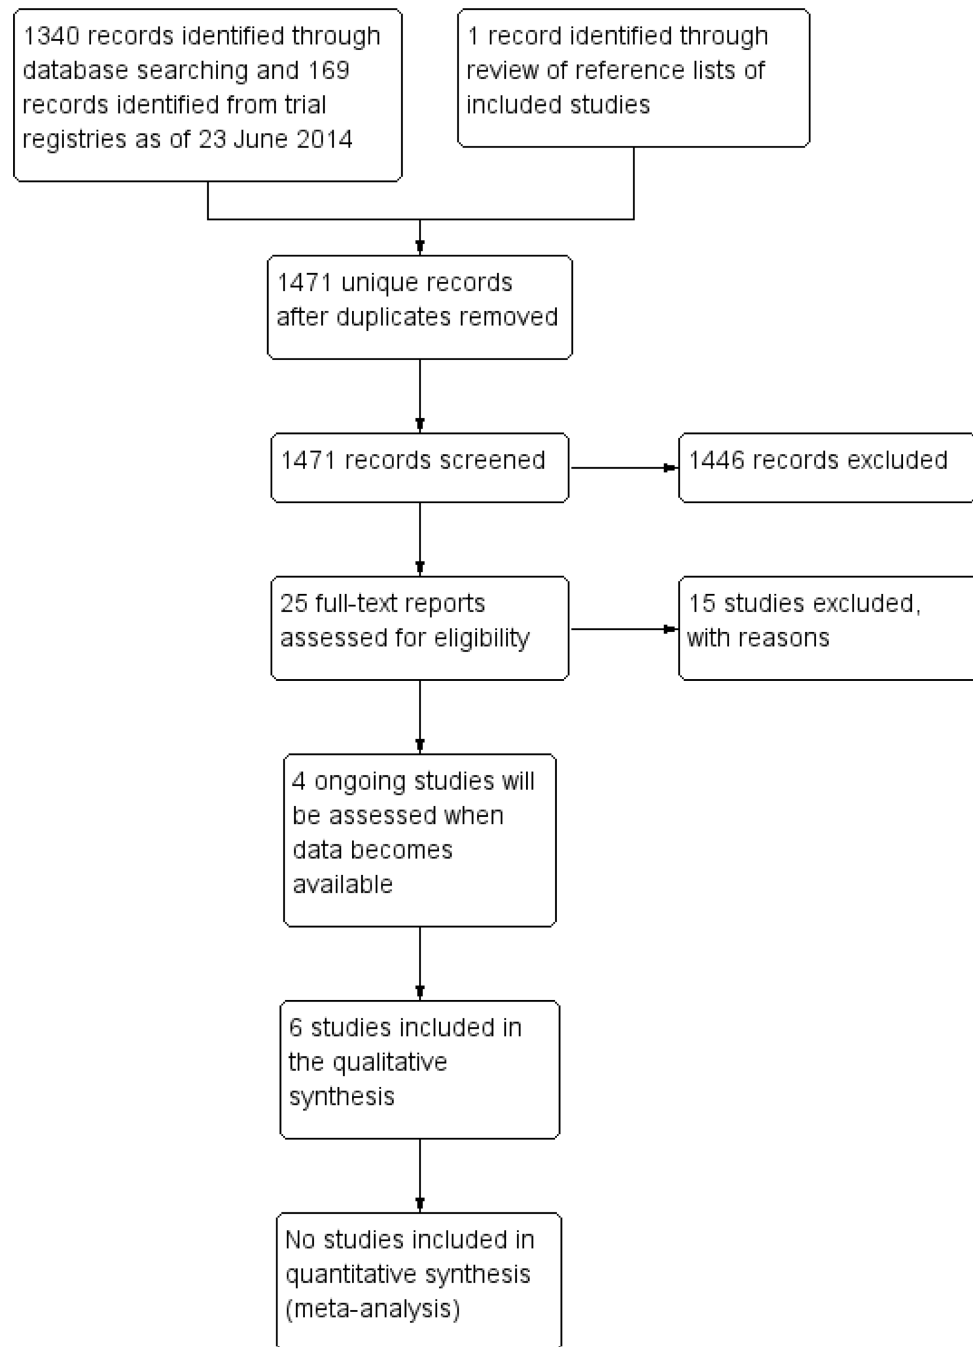 1340 records identified through
database searching and 169
records identified from trial
registries as of 23 June 2014
1 record identified through
review of reference lists of
included studies
1471 unique records
after duplicates removed
1471 records screened
1446 records excluded
25 full-text reports
assessed for eligibility
15 studies excluded,
with reasons
4 ongoing studies will
be assessed when
data becomes
available
6 studies included in
the qualitative
synthesis
No studies included in
quantitative synthesis
(meta-analysis)